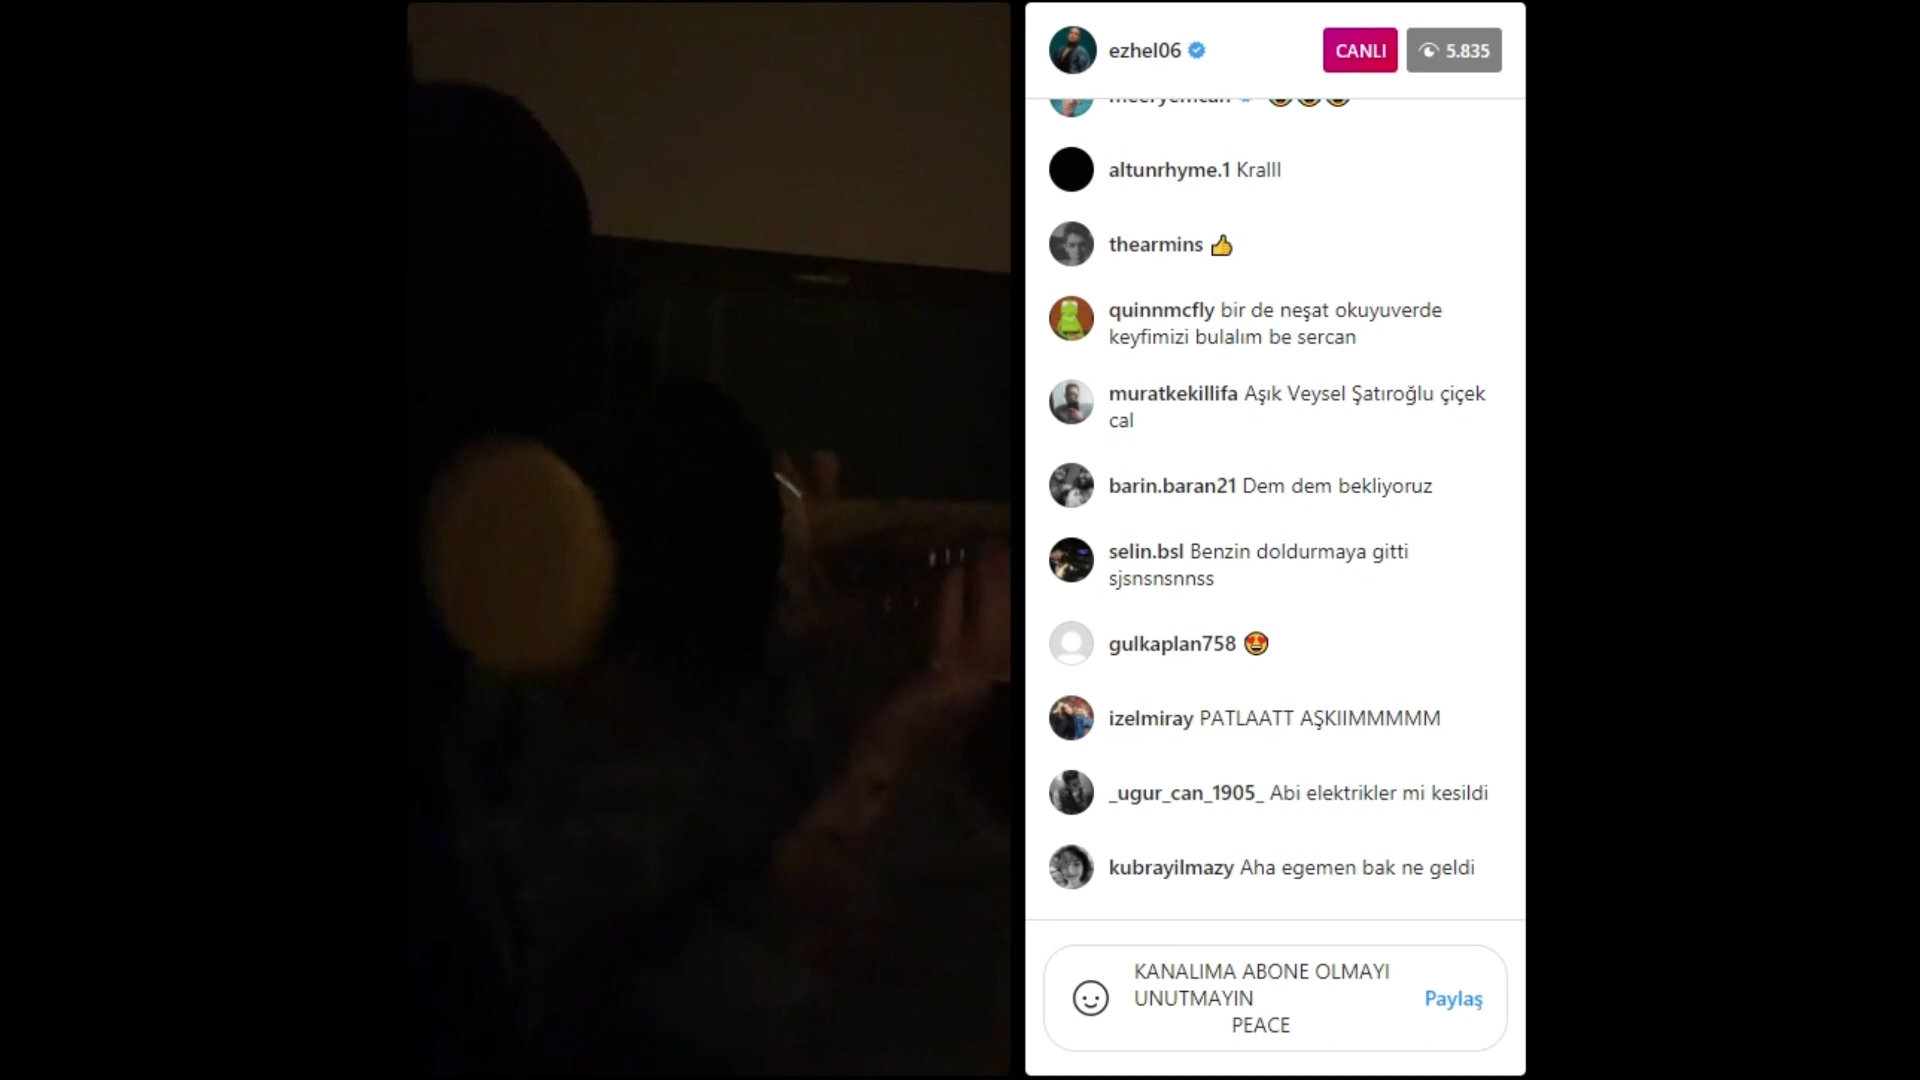 ezhel06
CANLI
5.835
altunrhyme.1 Kralll
thearmins 👍
quinnmcfly bir de neşat okuyuverde
keyfimizi bulalım be sercan
muratkekillifa Aşık Veysel Şatıroğlu çiçek
cal
barin.baran21 Dem dem bekliyoruz
selin.bsl Benzin doldurmaya gitti
sjsnsnsnnss
gulkaplan758 😍
izelmiray PATLAATT AŞKIIMMMMM
_ugur_can_1905_ Abi elektrikler mi kesildi
kubrayilmazy Aha egemen bak ne geldi
KANALIMA ABONE OLMAYI
UNUTMAYIN
PEACE
Paylaş